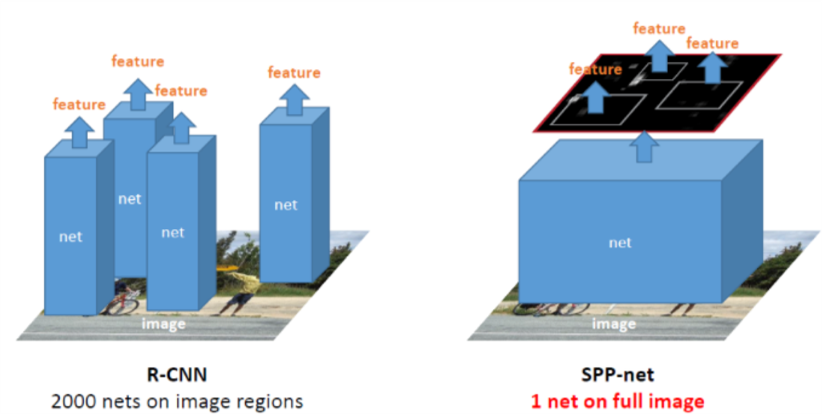 feature
feature
feature
feature
net
net
net
net
image
R-CNN
2000 nets on image regions
feature
feature
feature
net
image
SPP-net
1 net on full image